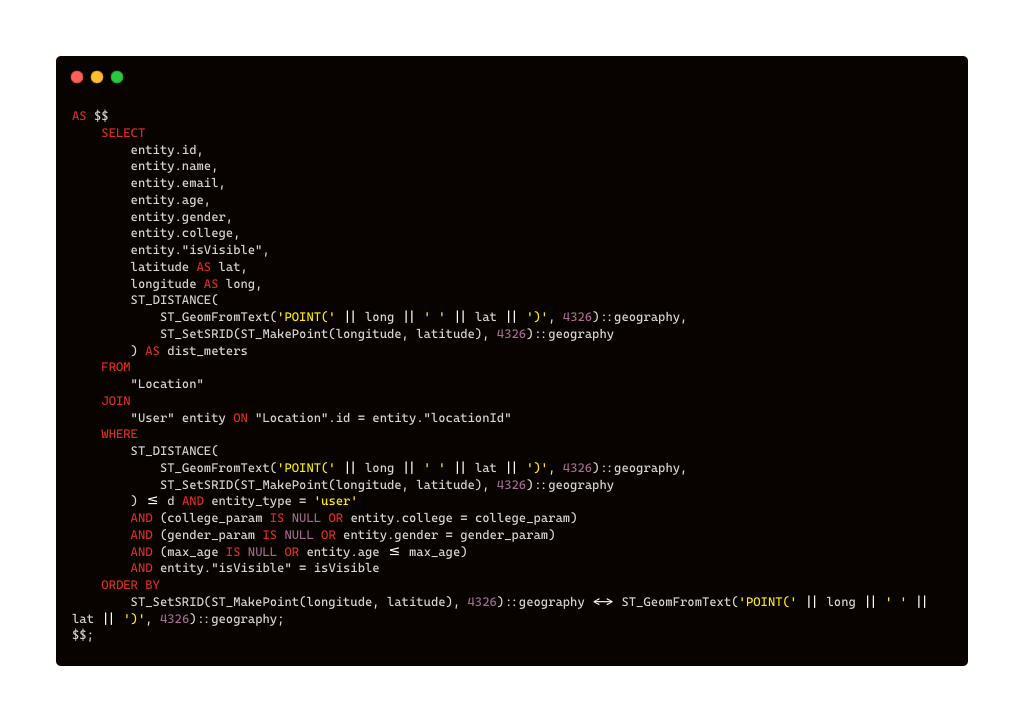 AS $$
    SELECT
        entity.id,
        entity.name,
        entity.email,
        entity.age,
        entity.gender,
        entity.college,
        entity."isVisible",
        latitude AS lat,
        longitude AS long,
        ST_DISTANCE(
            ST_GeomFromText('POINT(' || long || ' ' || lat || ')', 4326)::geography,
            ST_SetSRID(ST_MakePoint(longitude, latitude), 4326)::geography
        ) AS dist_meters
    FROM
        "Location"
    JOIN
        "User" entity ON "Location".id = entity."locationId"
    WHERE
        ST_DISTANCE(
            ST_GeomFromText('POINT(' || long || ' ' || lat || ')', 4326)::geography,
            ST_SetSRID(ST_MakePoint(longitude, latitude), 4326)::geography
        ) <= d AND entity_type = 'user'
        AND (college_param IS NULL OR entity.college = college_param)
        AND (gender_param IS NULL OR entity.gender = gender_param)
        AND (max_age IS NULL OR entity.age <= max_age)
        AND entity."isVisible" = isVisible
    ORDER BY
        ST_SetSRID(ST_MakePoint(longitude, latitude), 4326)::geography <-> ST_GeomFromText('POINT(' || long || ' ' ||
lat || ')', 4326)::geography;
$$;